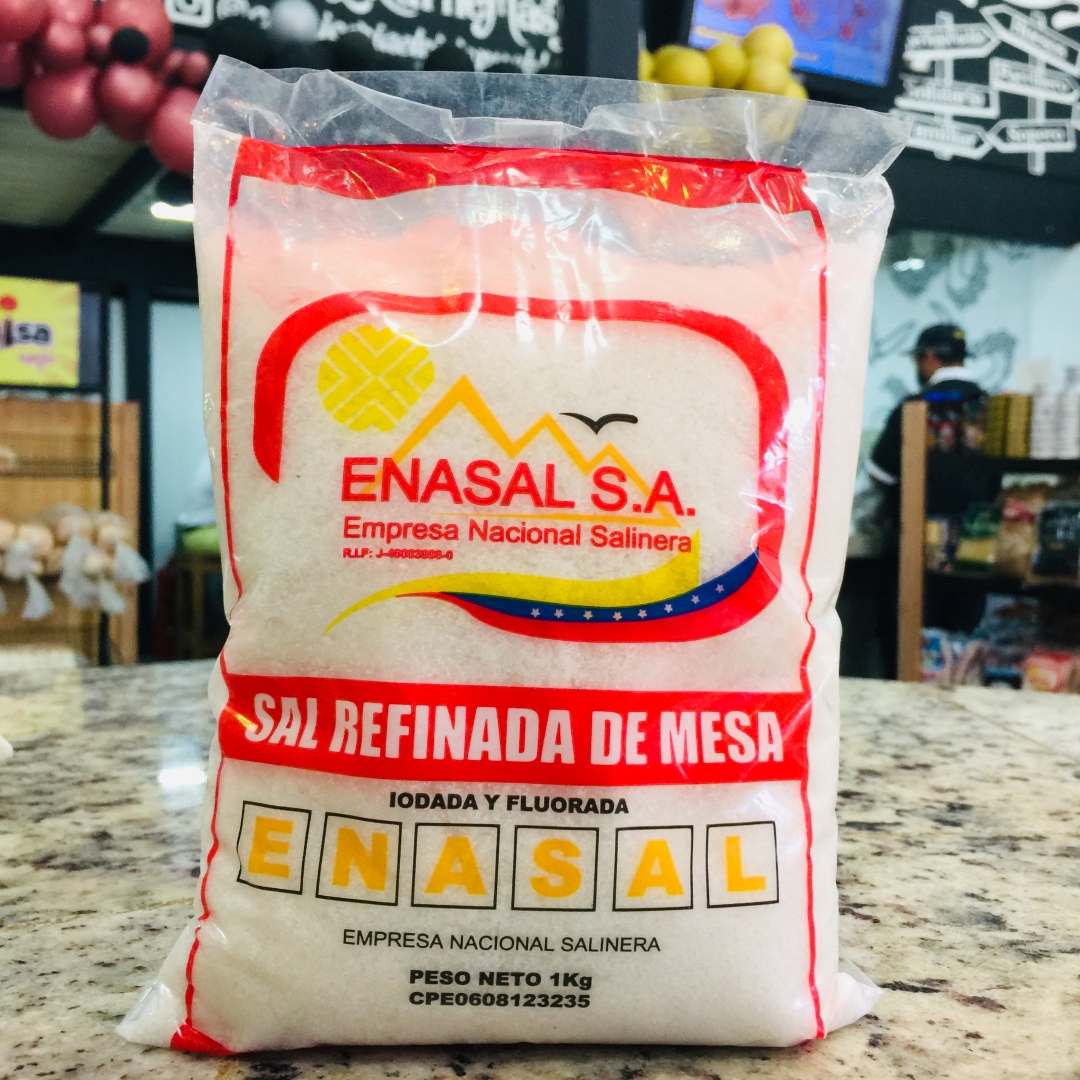 ENASAL S.A.
Empresa Nacional Salinera
SAL REFINADA DE MESA
IODADA Y FLUORADA
ENASAL
EMPRESA NACIONAL SALINERA
PESO NETO 1Kg
CPE0608123235